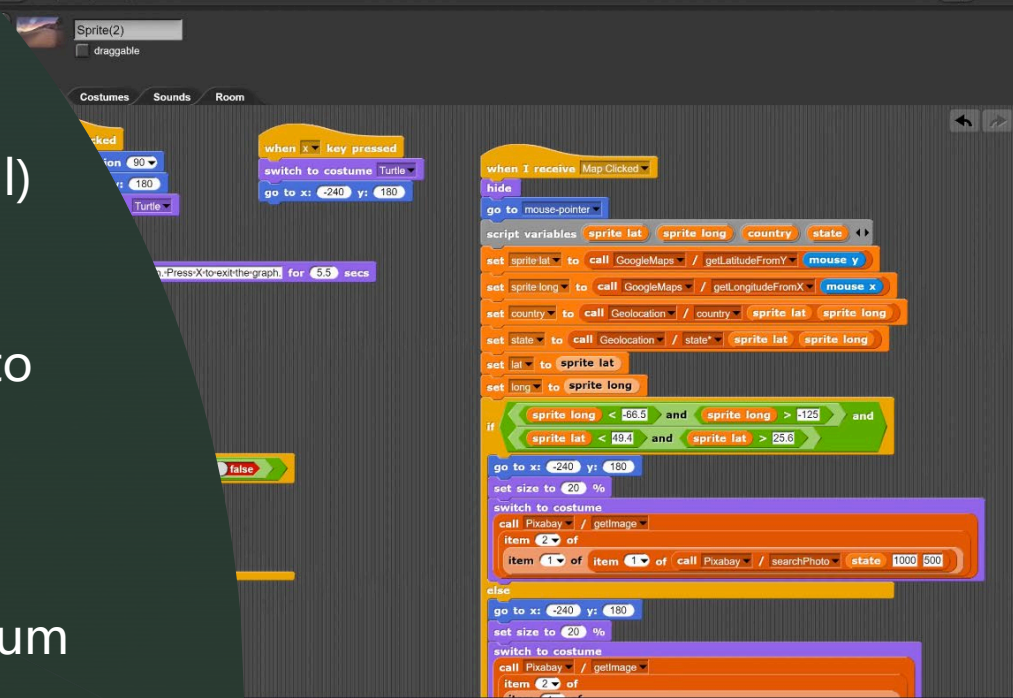 Sprite(2)
draggable
Costumes Sounds Room
l)
to
um
cked
ion 90
y: 180
Turtle
Press-X-to-exit-the-graph. for 5.5 secs
false
when x key pressed
switch to costume Turtle
go to x: -240 y: 180
when I receive Map Clicked
hide
go to mouse-pointer
script variables sprite lat sprite long country state
set sprite lat to call GoogleMaps / getLatitudeFromY mouse y
set sprite long to call GoogleMaps / getLongitudeFromX mouse x
set country to call Geolocation / country sprite lat sprite long
set state to call Geolocation / state* sprite lat sprite long
set lat to sprite lat
set long to sprite long
if sprite long < -66.5 and sprite long > -125 and
sprite lat < 49.4 and sprite lat > 25.6
go to x: -240 y: 180
set size to 20 %
switch to costume
call Pixabay / getImage
item 2 of
item 1 of item 1 of call Pixabay / searchPhoto state 1000 500
else
go to x: -240 y: 180
set size to 20 %
switch to costume
call Pixabay / getImage
item 2 of